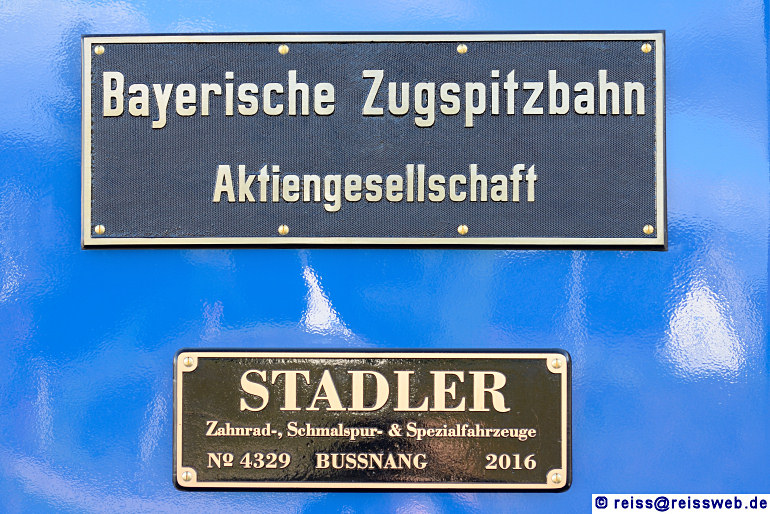 Bayerische Zugspitzbahn
Aktiengesellschaft
STADLER
Zahnrad-, Schmalspur- & Spezialfahrzeuge
Nº 4329 BUSSNANG 2016
© reiss@reissweb.de